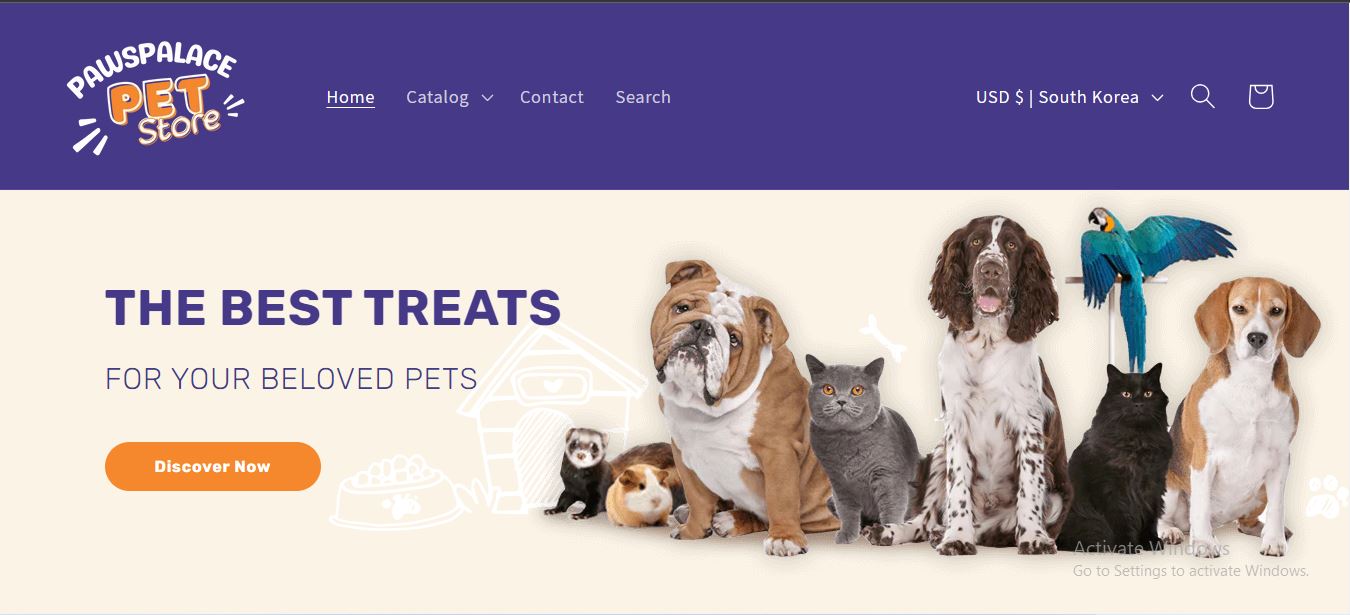 PAWSPALACE
PET
Store
Home Catalog Contact Search
USD $ | South Korea
THE BEST TREATS
FOR YOUR BELOVED PETS
Discover Now
Activate Windows
Go to Settings to activate Windows.